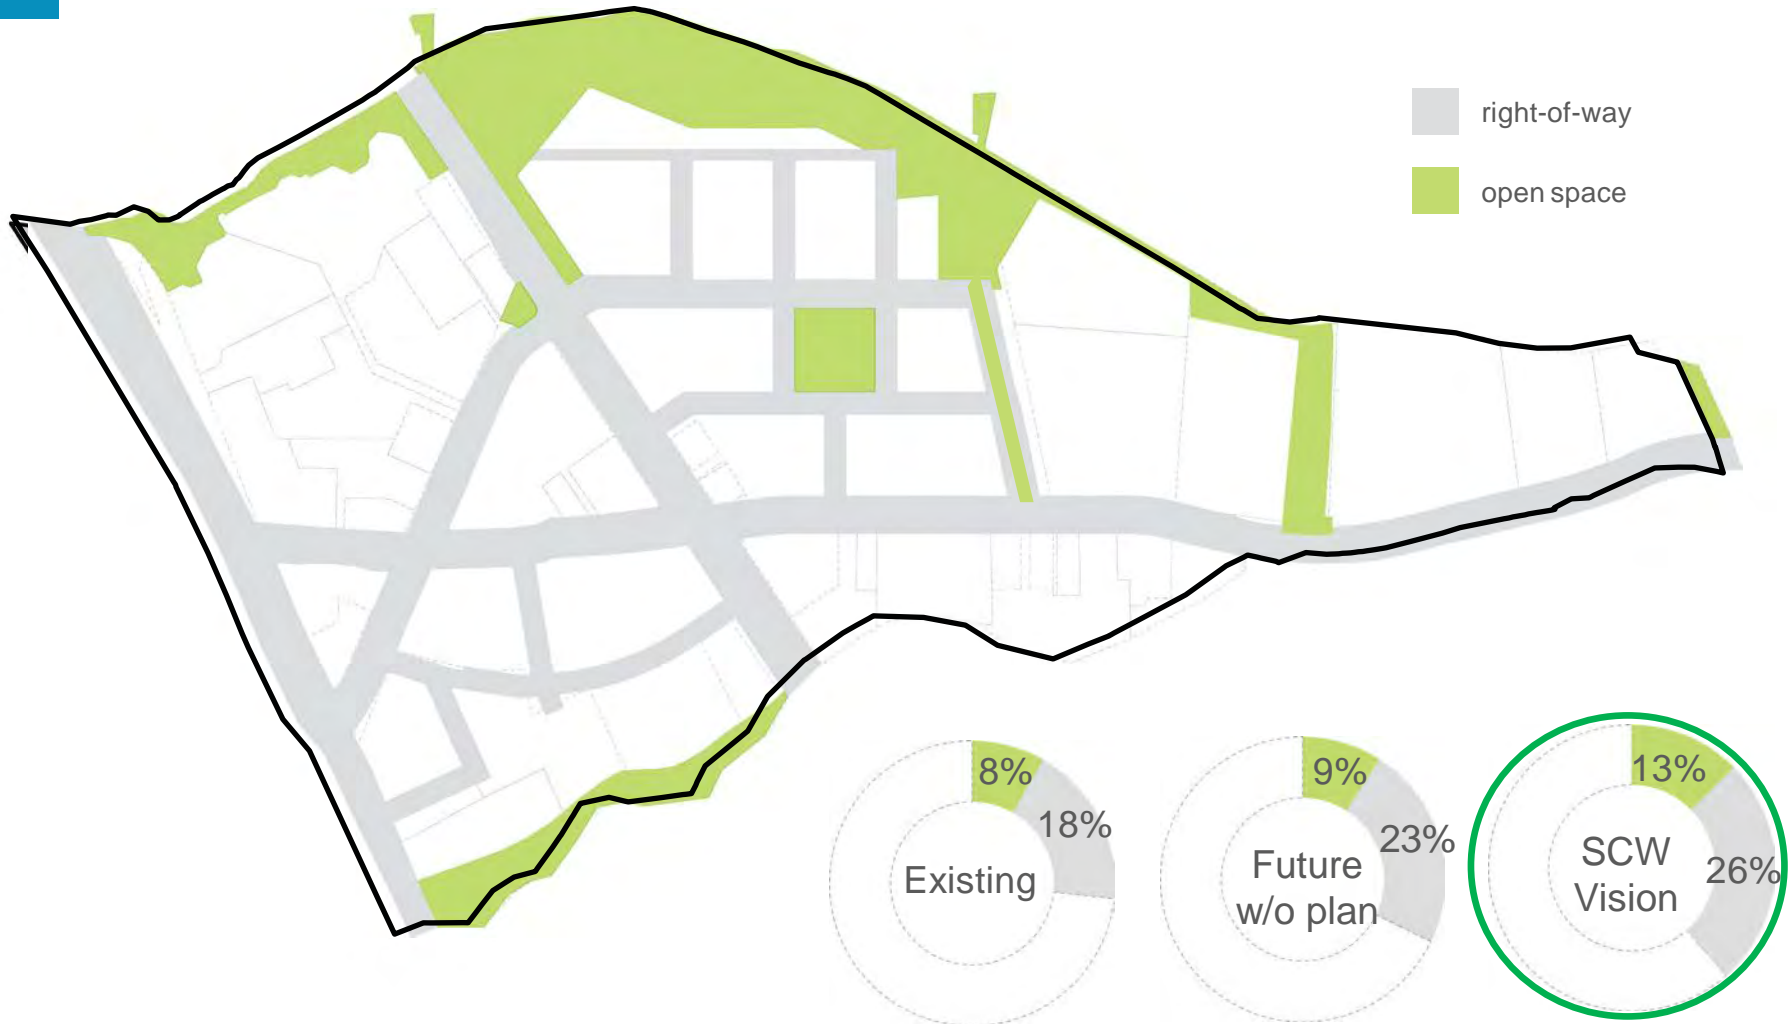 right-of-way
open space
8%
18%
Existing
9%
23%
Future
w/o plan
13%
26%
SCW
Vision